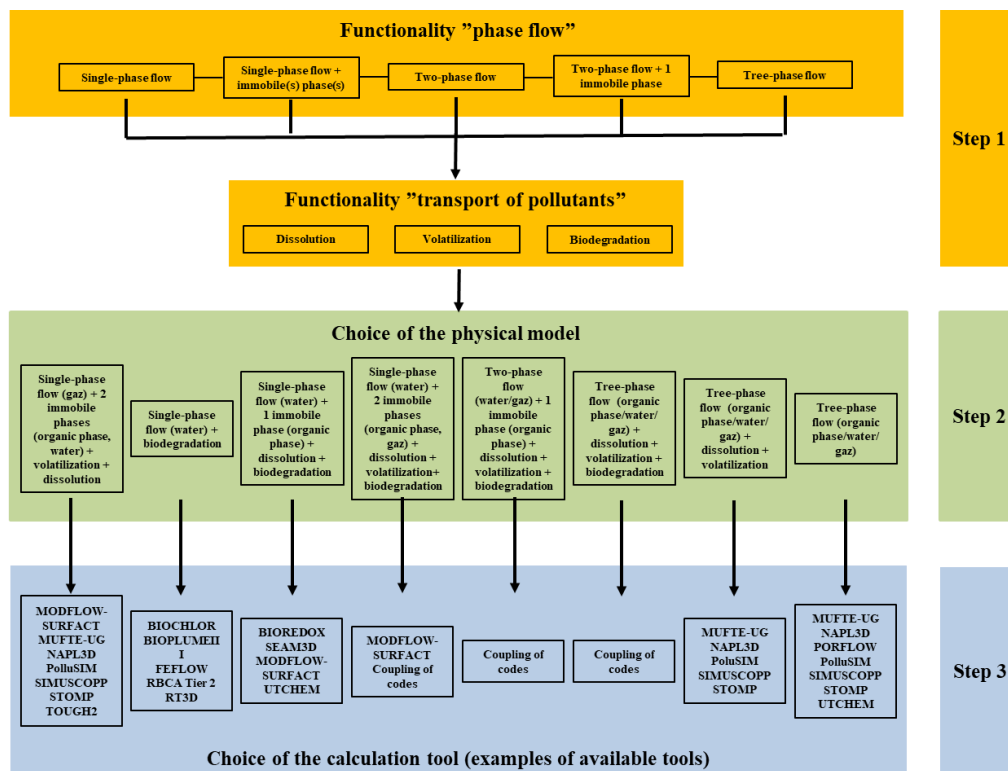 Functionality ”phase flow”
Single-phase flow
Single-phase flow +
immobile(s) phase(s)
Two-phase flow
Two-phase flow + 1
immobile phase
Tree-phase flow
Step 1
Functionality ”transport of pollutants”
Dissolution
Volatilization
Biodegradation
Choice of the physical model
Single-phase
flow (gaz) + 2
immobile
phases
(organic phase,
water) +
volatilization +
dissolution
Single-phase
flow (water) +
biodegradation
Single-phase
flow (water) +
1 immobile
phase (organic
phase) +
dissolution +
biodegradation
Single-phase
flow (water) +
2 immobile
phases
(organic phase,
gaz) +
dissolution +
volatilization+
biodegradation
Two-phase
flow
(water/gaz) + 1
immobile
phase (organic
phase) +
dissolution +
volatilization +
biodegradation
Tree-phase
flow (organic
phase/water/
gaz) +
dissolution +
volatilization +
biodegradation
Tree-phase
flow (organic
phase/water/
gaz) +
dissolution +
volatilization
Tree-phase
flow (organic
phase/water/
gaz)
Step 2
MODFLOW-
SURFACT
MUFTE-UG
NAPL3D
PolluSIM
SIMUSCOPP
STOMP
TOUGH2
BIOCHLOR
BIOPLUMEII
I
FEFLOW
RBCA Tier 2
RT3D
BIOREDOX
SEAM3D
MODFLOW-
SURFACT
UTCHEM
MODFLOW-
SURFACT
Coupling of
codes
Coupling of
codes
Coupling of
codes
MUFTE-UG
NAPL3D
PoluSIM
SIMUSCOPP
STOMP
MUFTE-UG
NAPL3D
PORFLOW
PolluSIM
SIMUSCOPP
STOMP
UTCHEM
Step 3
Choice of the calculation tool (examples of available tools)